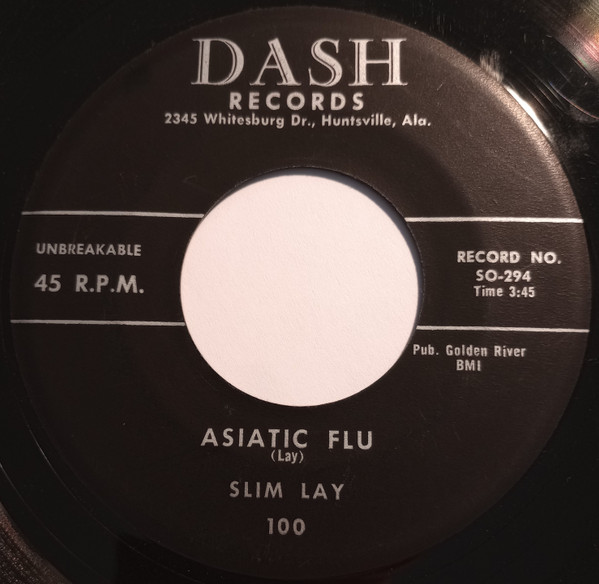 DASH
RECORDS
2345 Whitesburg Dr., Huntsville, Ala.
UNBREAKABLE
45 R.P.M.
RECORD NO.
SO-294
Time 3:45
Pub. Golden River
BMI
ASIATIC FLU
(Lay)
SLIM LAY
100